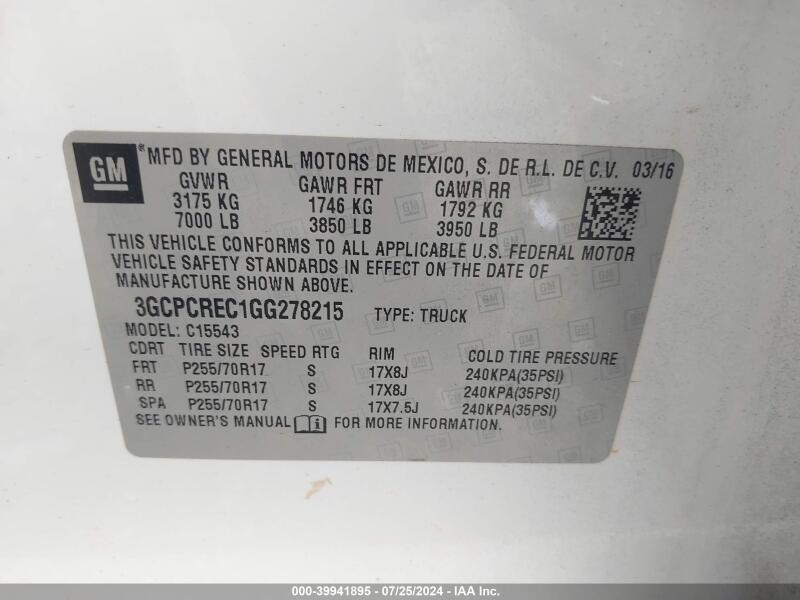 GM ® MFD BY GENERAL MOTORS DE MEXICO, S. DE R.L. DE C.V. 03/16
GVWR GAWR FRT GAWR RR
3175 KG 1746 KG 1792 KG
7000 LB 3850 LB 3950 LB
THIS VEHICLE CONFORMS TO ALL APPLICABLE U.S. FEDERAL MOTOR
VEHICLE SAFETY STANDARDS IN EFFECT ON THE DATE OF
MANUFACTURE SHOWN ABOVE.
3GCPCREC1GG278215 TYPE: TRUCK
MODEL: C15543
CDRT TIRE SIZE SPEED RTG RIM COLD TIRE PRESSURE
FRT P255/70R17 S 17X8J 240KPA(35PSI)
RR P255/70R17 S 17X8J 240KPA(35PSI)
SPA P255/70R17 S 17X7.5J 240KPA(35PSI)
SEE OWNER'S MANUAL FOR MORE INFORMATION.
000-39941895 - 07/25/2024 - IAA Inc.